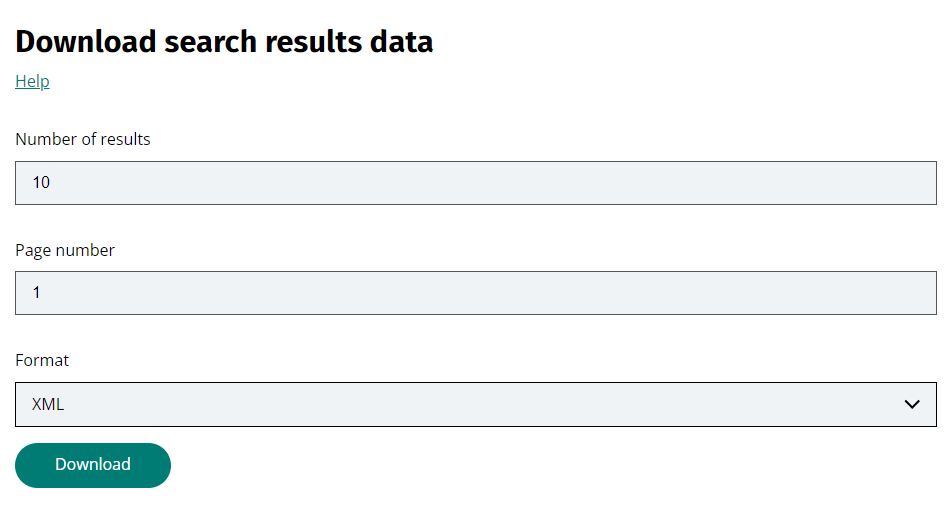 Download search results data
Help
Number of results
10
Page number
1
Format
XML
Download